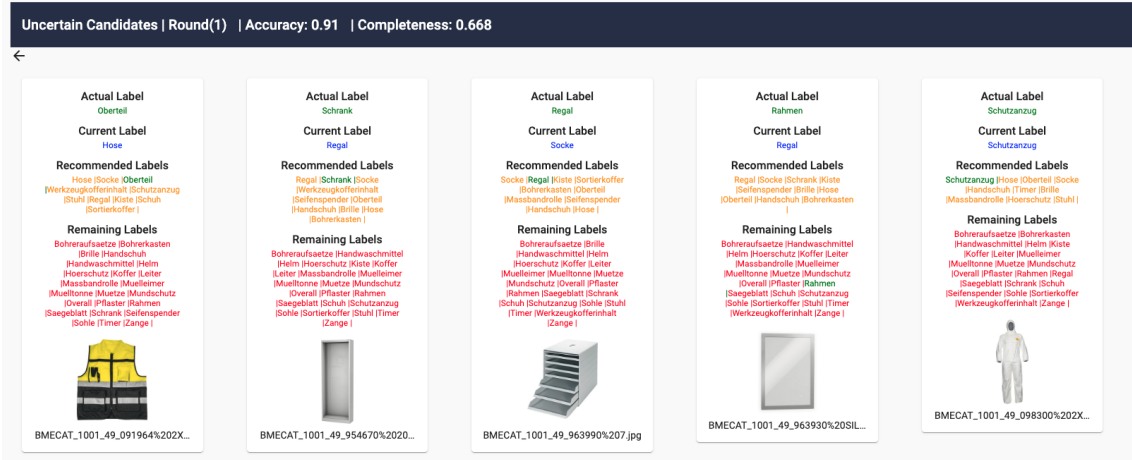 Uncertain Candidates | Round(1) | Accuracy: 0.91 | Completeness: 0.668
Actual Label
Oberteil
Current Label
Hose
Recommended Labels
Hose |Socke |Oberteil
|Werkzeugkofferinhalt |Schutzanzug
|Stuhl |Regal |Kiste |Schuh
|Sortierkoffer |
Remaining Labels
Bohreraufsaetze |Bohrerkasten
|Brille |Handschuh
|Handwaschmittel |Helm
|Hoerschutz |Koffer |Leiter
|Massbandrolle |Muelleimer
|Muelltonne |Muetze |Mundschutz
|Overall |Pflaster |Rahmen
|Saegeblatt |Schrank |Seifenspender
|Sohle |Timer |Zange |
BMECAT_1001_49_091964%202X...
Actual Label
Schrank
Current Label
Regal
Recommended Labels
Regal |Schrank |Socke
|Werkzeugkofferinhalt
|Seifenspender |Oberteil
|Handschuh |Brille |Hose
|Bohrerkasten |
Remaining Labels
Bohreraufsaetze |Handwaschmittel
|Helm |Hoerschutz |Kiste |Koffer
|Leiter |Massbandrolle |Muelleimer
|Muelltonne |Muetze |Mundschutz
|Overall |Pflaster |Rahmen
|Saegeblatt |Schuh |Schutzanzug
|Sohle |Sortierkoffer |Stuhl |Timer
|Zange |
BMECAT_1001_49_954670%2020...
Actual Label
Regal
Current Label
Socke
Recommended Labels
Socke |Regal |Kiste |Sortierkoffer
|Bohrerkasten |Oberteil
|Massbandrolle |Seifenspender
|Handschuh |Hose |
Remaining Labels
Bohreraufsaetze |Brille
|Handwaschmittel |Helm
|Hoerschutz |Koffer |Leiter
|Muelleimer |Muelltonne |Muetze
|Mundschutz |Overall |Pflaster
|Rahmen |Saegeblatt |Schrank
|Schuh |Schutzanzug |Sohle |Stuhl
|Timer |Werkzeugkofferinhalt
|Zange |
BMECAT_1001_49_963990%207.jpg
Actual Label
Rahmen
Current Label
Regal
Recommended Labels
Regal |Socke |Schrank |Kiste
|Seifenspender |Brille |Hose
|Oberteil |Handschuh |Bohrerkasten
|
Remaining Labels
Bohreraufsaetze |Handwaschmittel
|Helm |Hoerschutz |Koffer |Leiter
|Massbandrolle |Muelleimer
|Muelltonne |Muetze |Mundschutz
|Overall |Pflaster |Rahmen
|Saegeblatt |Schuh |Schutzanzug
|Sohle |Sortierkoffer |Stuhl |Timer
|Werkzeugkofferinhalt |Zange |
BMECAT_1001_49_963930%20SIL...
Actual Label
Schutzanzug
Current Label
Schutzanzug
Recommended Labels
Schutzanzug |Hose |Oberteil |Socke
|Handschuh |Timer |Brille
|Massbandrolle |Hoerschutz |Stuhl |
Remaining Labels
Bohreraufsaetze |Bohrerkasten
|Handwaschmittel |Helm |Kiste
|Koffer |Leiter |Muelleimer
|Muelltonne |Muetze |Mundschutz
|Overall |Pflaster |Rahmen |Regal
|Saegeblatt |Schrank |Schuh
|Seifenspender |Sohle |Sortierkoffer
|Werkzeugkofferinhalt |Zange |
BMECAT_1001_49_098300%202X...